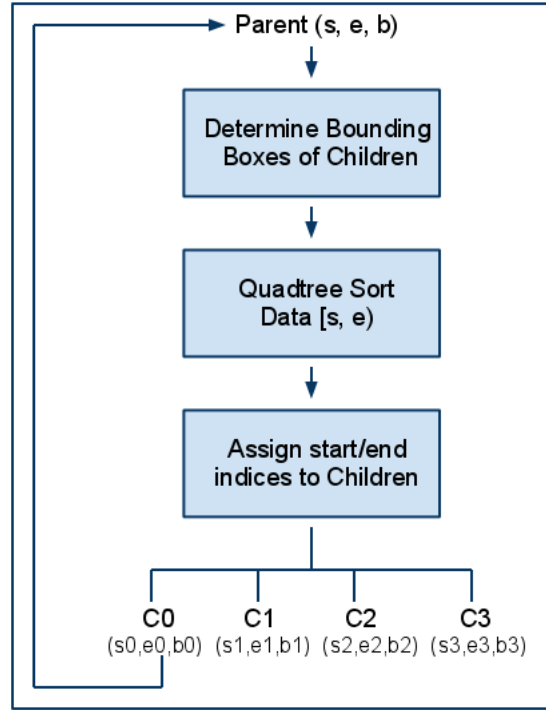 Parent (s, e, b)
Determine Bounding
Boxes of Children
Quadtree Sort
Data [s, e)
Assign start/end
indices to Children
C0 C1 C2 C3
(s0,e0,b0) (s1,e1,b1) (s2,e2,b2) (s3,e3,b3)